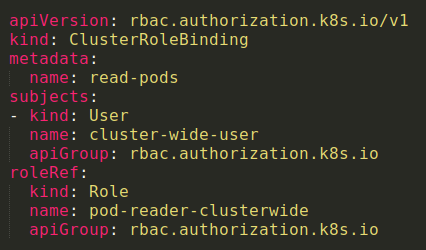 apiVersion: rbac.authorization.k8s.io/v1
kind: ClusterRoleBinding
metadata:
  name: read-pods
subjects:
- kind: User
  name: cluster-wide-user
  apiGroup: rbac.authorization.k8s.io
roleRef:
  kind: Role
  name: pod-reader-clusterwide
  apiGroup: rbac.authorization.k8s.io